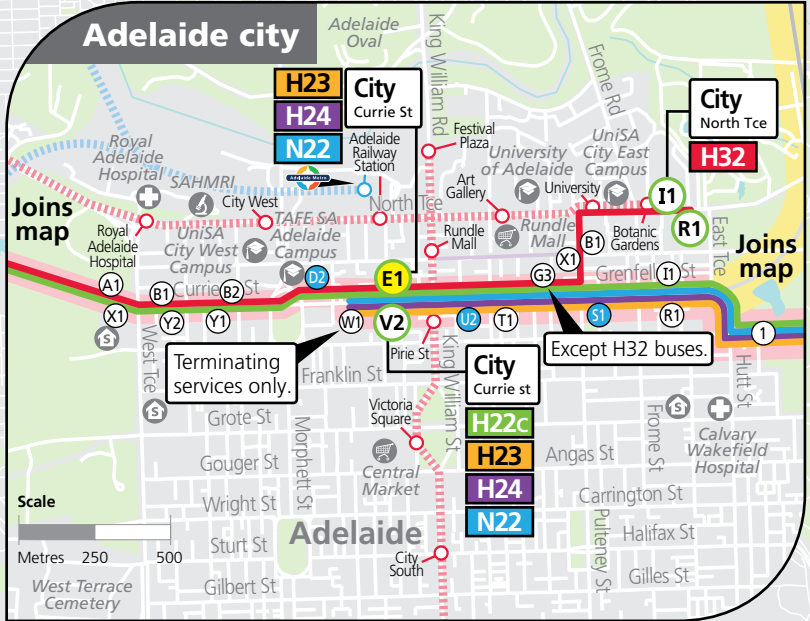 Adelaide city
Adelaide
Oval
King William Rd
Frome Rd
H23
H24
N22
City
Currie St
City
North Tce
H32
Royal
Adelaide
Hospital
SAHMRI
Adelaide Metro
Adelaide
Railway
Station
Festival
Plaza
University
of Adelaide
UniSA
City East
Campus
I1
R1
Joins
map
City West
North Tce
Art
Gallery
University
Royal
Adelaide
Hospital
UniSA
City West
Campus
TAFE SA
Adelaide
Campus
Rundle
Mall
Rundle
Mall
Botanic
Gardens
East Tce
Joins
map
A1
B1
Currie St
B2
D2
E1
G3
X1
B1
Grenfell St
I1
X1
Y2
Y1
W1
V2
Pirie St
U2
T1
S1
R1
1
S
West Tce
Terminating
services only.
Franklin St
King William St
City
Currie st
Except H32 buses.
Hutt St
S
Grote St
Morphett St
Victoria
Square
H22C
H23
H24
N22
Frome St
S
Calvary
Wakefield
Hospital
Gouger St
Central
Market
Angas St
Wright St
Carrington St
Scale
Metres 250 500
Sturt St
Adelaide
Pulteney St
Halifax St
West Terrace
Cemetery
Gilbert St
City
South
Gilles St